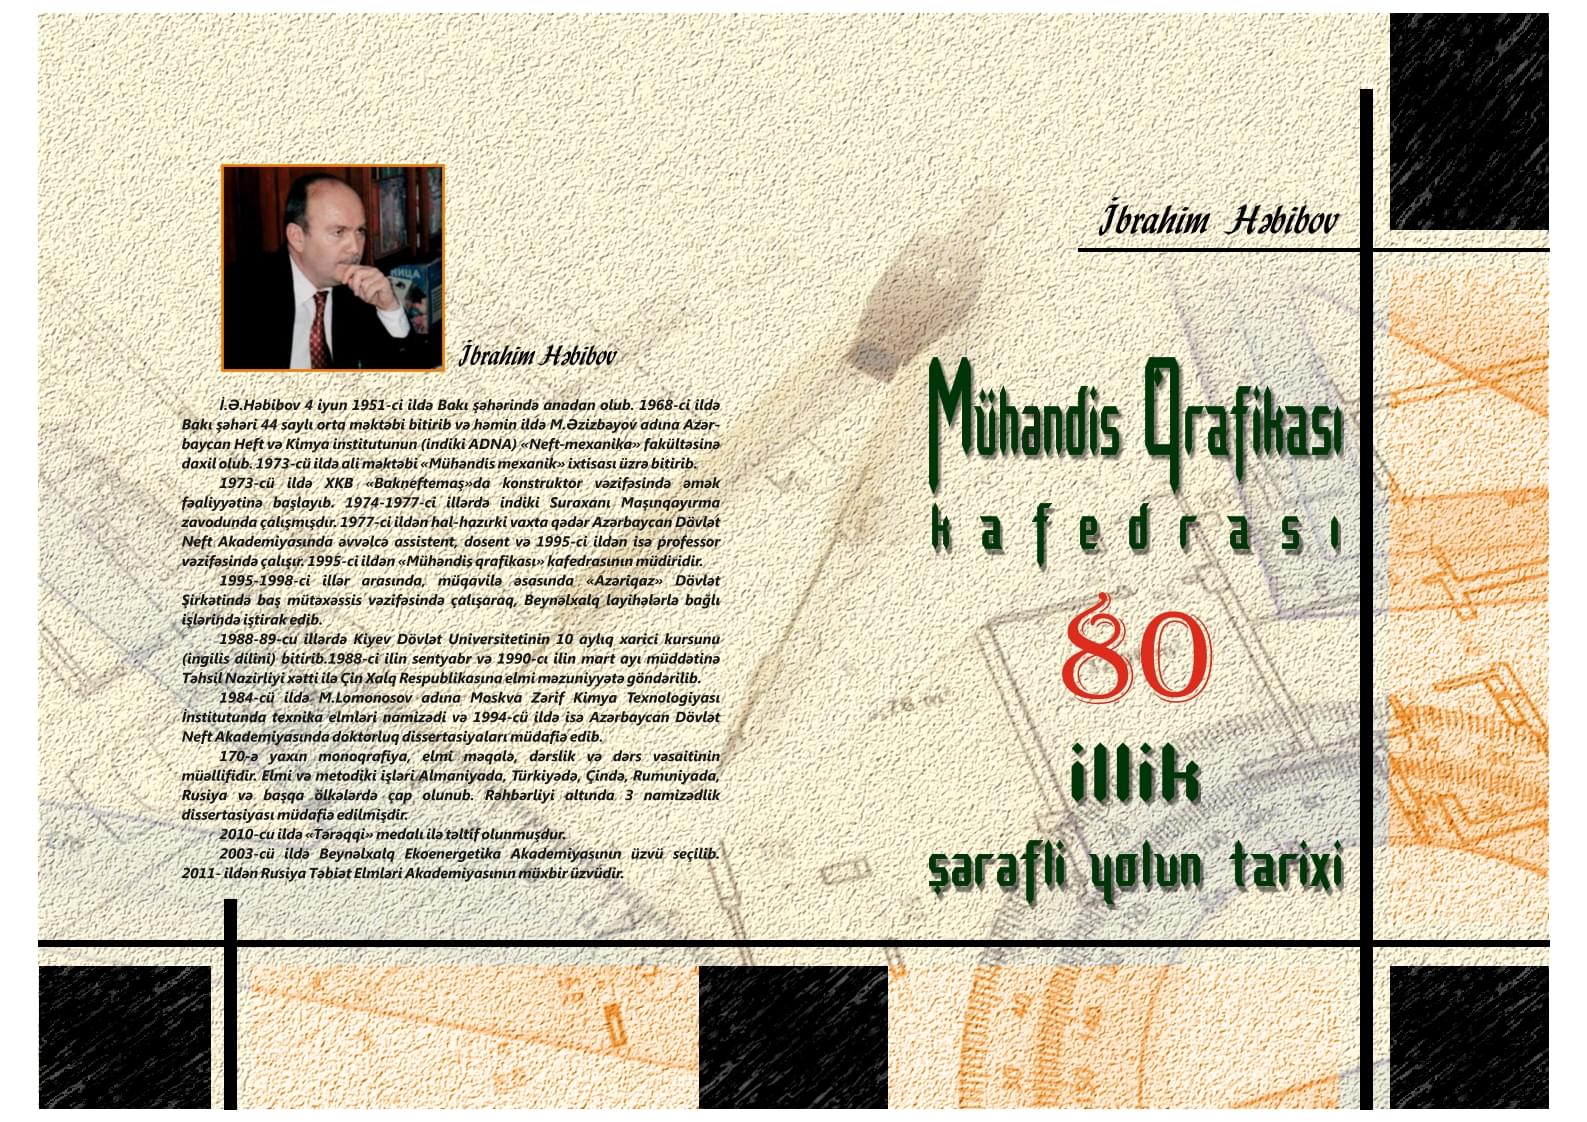 İbrahim Həbibov
İ.Ə.Həbibov 4 iyun 1951-ci ildə Bakı şəhərində anadan olub. 1968-ci ildə
Bakı şəhəri 44 saylı orta məktəbi bitirib və həmin ildə M.Əzizbəyov adına Azər-
baycan Heft və Kimya institutunun (indiki ADNA) «Neft-mexanika» fakültəsinə
daxil olub. 1973-cü ildə ali məktəbi «Mühəndis mexanik» ixtisası üzrə bitirib.
1973-cü ildə XKB «Bakneftemaş»da konstruktor vəzifəsində əmək
fəaliyyətinə başlayıb. 1974-1977-ci illərdə indiki Suraxanı Maşınqayırma
zavodunda çalışmışdır. 1977-ci ildən hal-hazırki vaxta qədər Azərbaycan Dövlət
Neft Akademiyasında əvvəlcə assistent, dosent və 1995-ci ildən isə professor
vəzifəsində çalışır. 1995-ci ildən «Mühəndis qrafikası» kafedrasının müdiridir.
1995-1998-ci illər arasında, müqavilə əsasında «Azəriqaz» Dövlət
Şirkətində baş mütəxəssis vəzifəsində çalışaraq, Beynəlxalq layihələrlə bağlı
işlərində iştirak edib.
1988-89-cu illərdə Kiyev Dövlət Universitetinin 10 aylıq xarici kursunu
(ingilis dilini) bitirib.1988-ci ilin sentyabr və 1990-cı ilin mart ayı müddətinə
Təhsil Nazirliyi xətti ilə Çin Xalq Respublikasına elmi məzuniyyətə göndərilib.
1984-cü ildə M.Lomonosov adına Moskva Zərif Kimya Texnologiyası
İnstitutunda texnika elmləri namizədi və 1994-cü ildə isə Azərbaycan Dövlət
Neft Akademiyasında doktorluq dissertasiyaları müdafiə edib.
170-ə yaxın monoqrafiya, elmi məqalə, dərslik və dərs vəsaitinin
müəllifidir. Elmi və metodiki işləri Almaniyada, Türkiyədə, Çində, Rumıniyada,
Rusiya və başqa ölkələrdə çap olunub. Rəhbərliyi altında 3 namizədlik
dissertasiyası müdafiə edilmişdir.
2010-cu ildə «Tərəqqi» medalı ilə təltif olunmuşdur.
2003-cü ildə Beynəlxalq Ekoenergetika Akademiyasının üzvü seçilib.
2011- ildən Rusiya Təbiət Elmləri Akademiyasının müxbir üzvüdir.
İbrahim Həbibov
Mühandis Qrafikası
kafedrası
80
illik
şarafli yolun tarixi